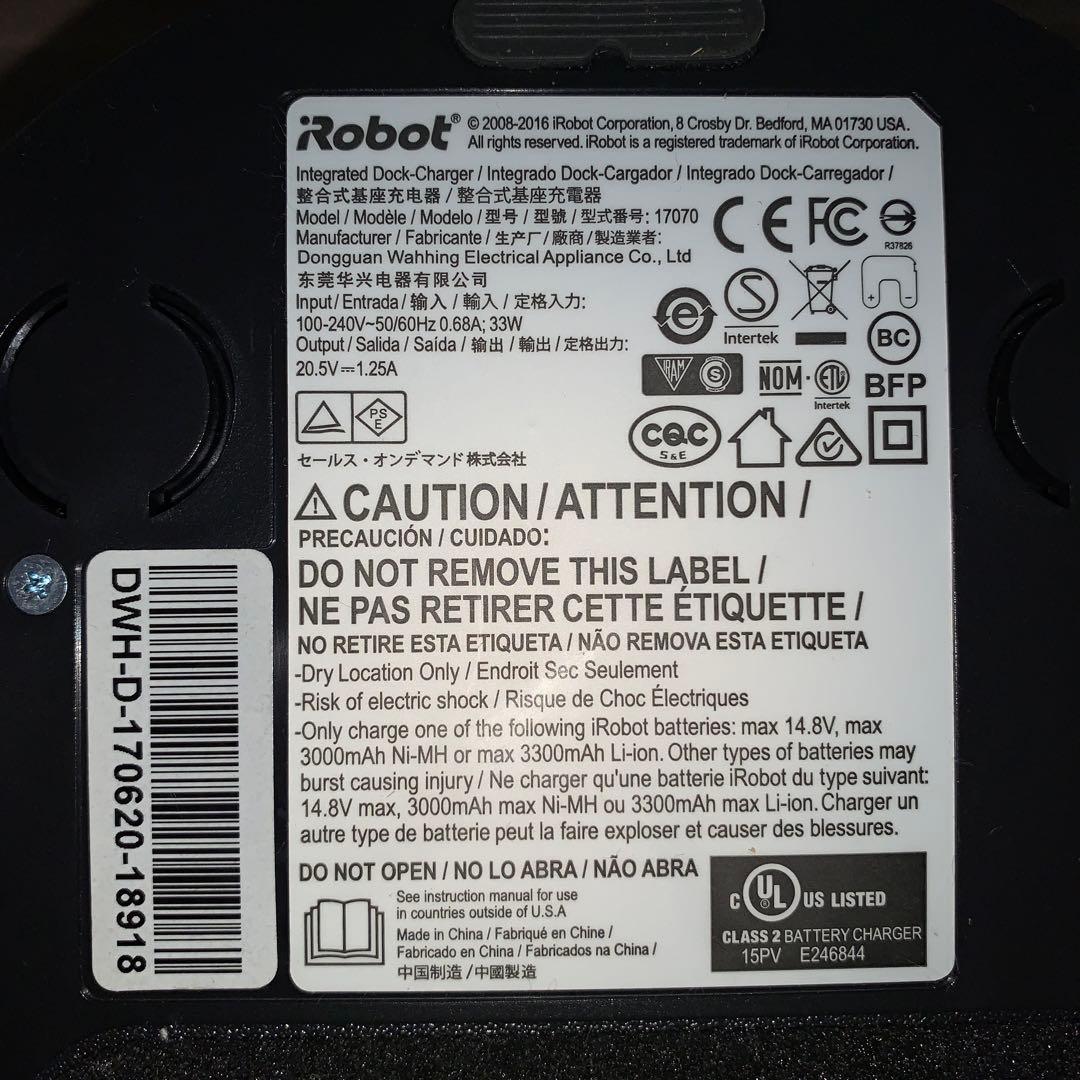 iRobot® © 2008-2016 iRobot Corporation, 8 Crosby Dr. Bedford, MA 01730 USA.
All rights reserved. iRobot is a registered trademark of iRobot Corporation.
Integrated Dock-Charger / Integrado Dock-Cargador / Integrado Dock-Carregador /
整合式基座充电器 / 整合式基座充電器
Model / Modèle / Modelo / 型号 / 型號 / 型式番号: 17070
Manufacturer / Fabricante / 生产厂 / 廠商 / 製造業者:
Dongguan Wahhing Electrical Appliance Co., Ltd
东莞华兴电器有限公司
Input / Entrada / 输入 / 輸入 / 定格入力:
100-240V~50/60Hz 0.68A; 33W
Output / Salida / Saída / 输出 / 輸出 / 定格出力:
20.5V⎓1.25A
CE FC
R37826
e S
Intertek
+ -
BC
IRAM S
NOM - ETL
Intertek
BFP
CQC
S&E
PS
E
セールス・オンデマンド株式会社
CAUTION / ATTENTION /
PRECAUCIÓN / CUIDADO:
DO NOT REMOVE THIS LABEL /
NE PAS RETIRER CETTE ÉTIQUETTE /
NO RETIRE ESTA ETIQUETA / NÃO REMOVA ESTA ETIQUETA
-Dry Location Only / Endroit Sec Seulement
-Risk of electric shock / Risque de Choc Électriques
-Only charge one of the following iRobot batteries: max 14.8V, max
3000mAh Ni-MH or max 3300mAh Li-ion. Other types of batteries may
burst causing injury / Ne charger qu'une batterie iRobot du type suivant:
14.8V max, 3000mAh max Ni-MH ou 3300mAh max Li-ion. Charger un
autre type de batterie peut la faire exploser et causer des blessures.
DO NOT OPEN / NO LO ABRA / NÃO ABRA
See instruction manual for use
in countries outside of U.S.A
Made in China / Fabriqué en Chine /
Fabricado en China / Fabricados na China /
中国制造 / 中國製造
C UL ® US LISTED
CLASS 2 BATTERY CHARGER
15PV E246844
DWH-D-170620-18918